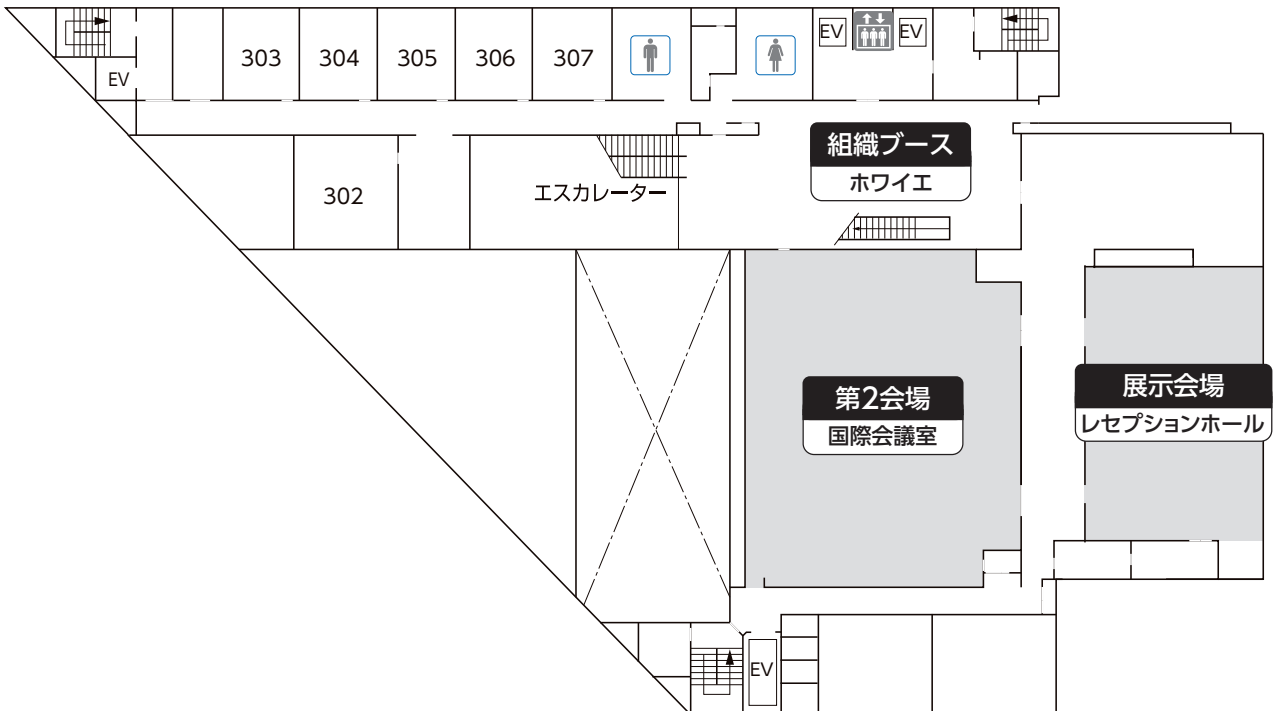 303
304
305
306
307
EV
EV
EV
組織ブース
ホワイエ
302
エスカレーター
第2会場
国際会議室
展示会場
レセプションホール
EV